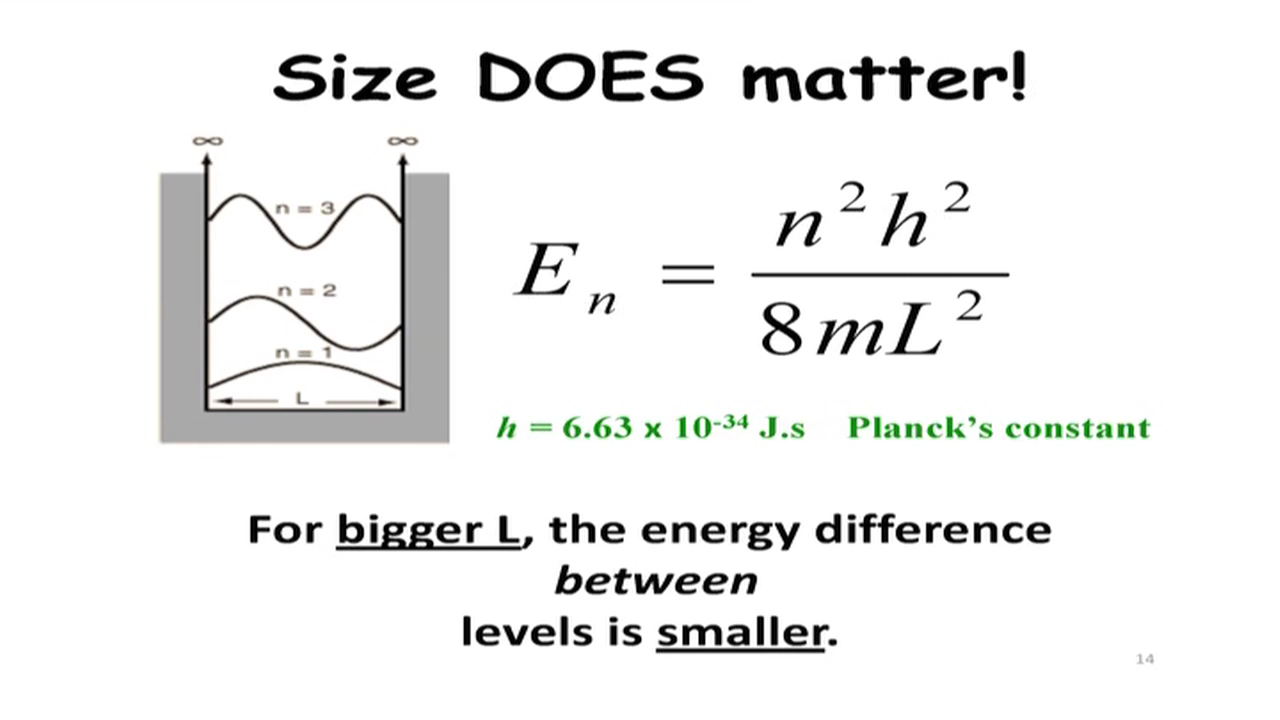 Size DOES matter!
∞ ∞
n = 3
n = 2
n = 1
L
E_n = n²h² / 8mL²
h = 6.63 x 10⁻³⁴ J.s Planck's constant
For bigger L, the energy difference
between
levels is smaller.
14